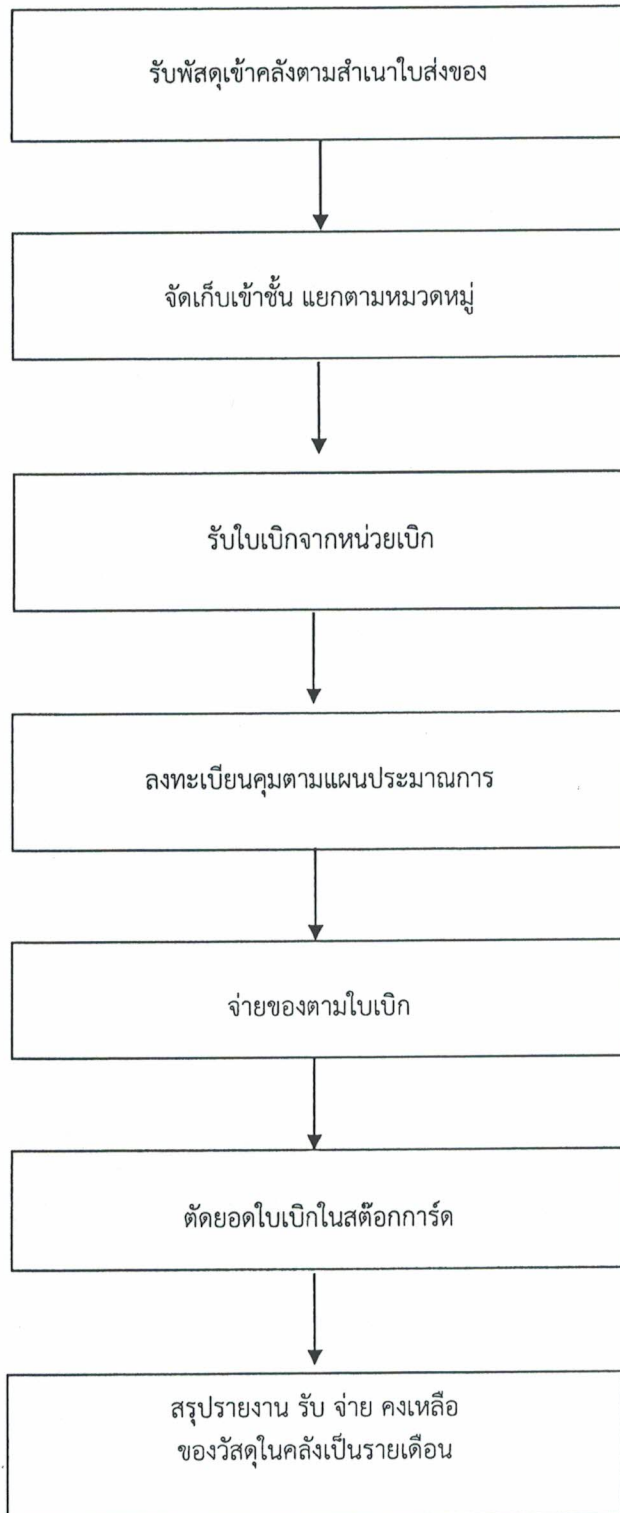 รับพัสดุเข้าคลังตามสำเนาใบส่งของ
จัดเก็บเข้าชั้น แยกตามหมวดหมู่
รับใบเบิกจากหน่วยเบิก
ลงทะเบียนคุมตามแผนประมาณการ
จ่ายของตามใบเบิก
ตัดยอดใบเบิกในสต๊อกการ์ด
สรุปรายงาน รับ จ่าย คงเหลือ
ของวัสดุในคลังเป็นรายเดือน